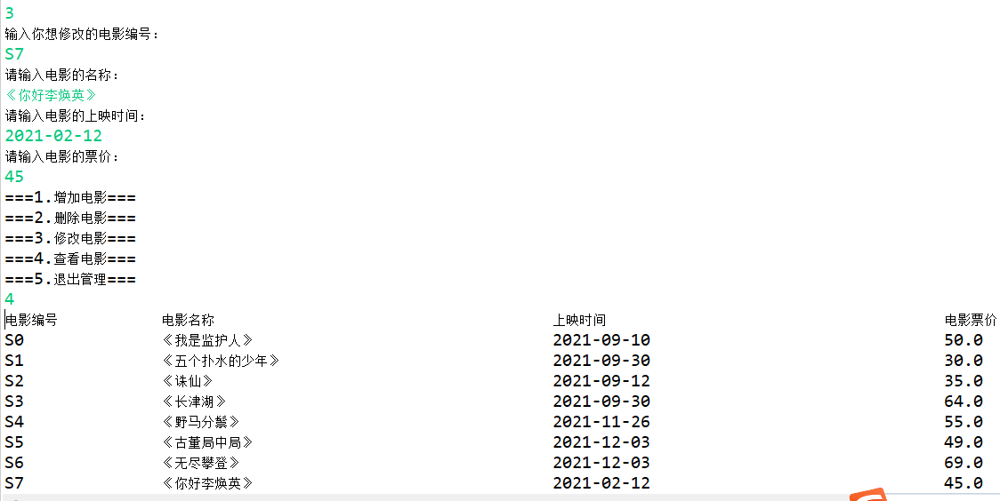 3
输入你想修改的电影编号：
S7
请输入电影的名称：
《你好李焕英》
请输入电影的上映时间：
2021-02-12
请输入电影的票价：
45
===1.增加电影===
===2.删除电影===
===3.修改电影===
===4.查看电影===
===5.退出管理===
4
电影编号 电影名称 上映时间 电影票价
S0 《我是监护人》 2021-09-10 50.0
S1 《五个扑水的少年》 2021-09-30 30.0
S2 《诛仙》 2021-09-12 35.0
S3 《长津湖》 2021-09-30 64.0
S4 《野马分鬃》 2021-11-26 55.0
S5 《古董局中局》 2021-12-03 49.0
S6 《无尽攀登》 2021-12-03 69.0
S7 《你好李焕英》 2021-02-12 45.0